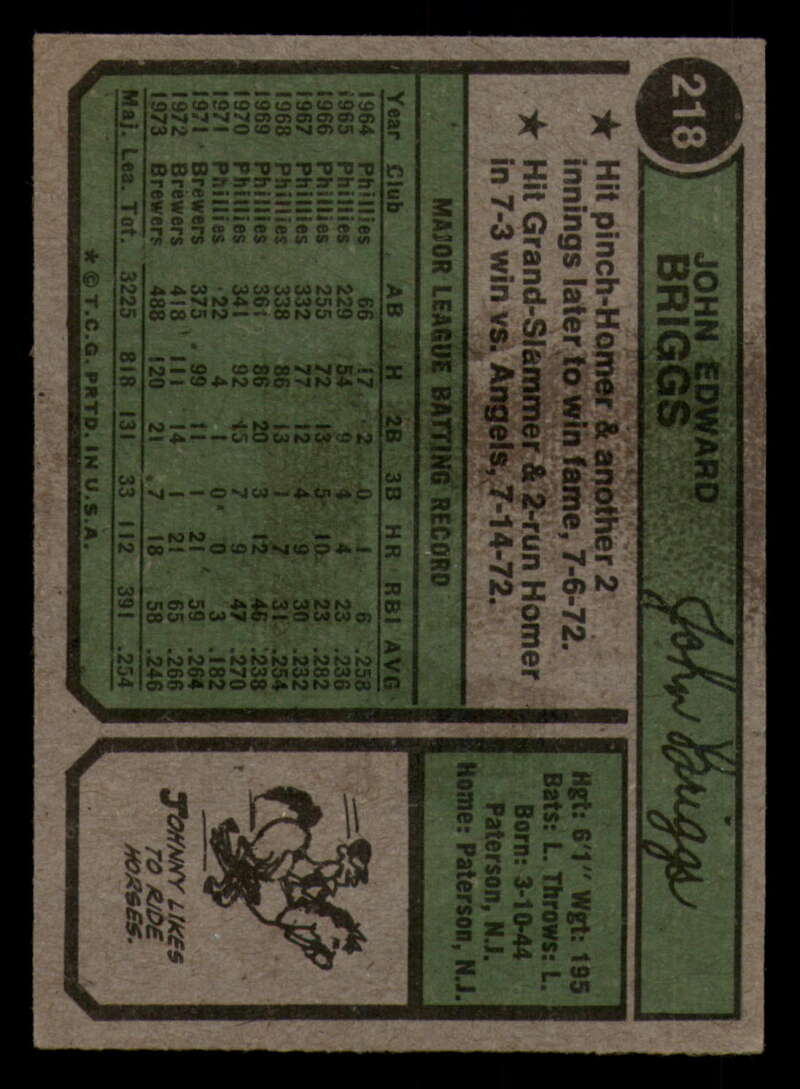 218
JOHN EDWARD
BRIGGS
John Briggs
★ Hit pinch-Homer & another 2
innings later to win fame, 7-6-72.
★ Hit Grand-Slammer & 2-run Homer
in 7-3 win vs. Angels, 7-14-72.
MAJOR LEAGUE BATTING RECORD
Year Club AB H 2B 3B HR RBI AVG
1964 Phillies 66 17 2 0 1 6 .258
1965 Phillies 229 54 9 4 4 23 .236
1966 Phillies 255 72 13 5 10 23 .282
1967 Phillies 332 77 12 4 9 30 .232
1968 Phillies 338 86 13 1 7 31 .254
1969 Phillies 361 86 20 3 12 46 .238
1970 Phillies 341 92 15 7 9 47 .270
1971 Phillies 22 4 1 0 0 3 .182
1971 Brewers 375 99 11 1 21 59 .264
1972 Brewers 418 111 14 1 21 65 .266
1973 Brewers 488 120 21 7 18 58 .246
Maj. Lea. Tot. 3225 818 131 33 112 391 .254
* © T.C.G. PRTD. IN U.S.A.
Hgt: 6'1" Wgt: 195
Bats: L. Throws: L.
Born: 3-10-44
Paterson, N.J.
Home: Paterson, N.J.
JOHNNY LIKES
TO RIDE
HORSES.